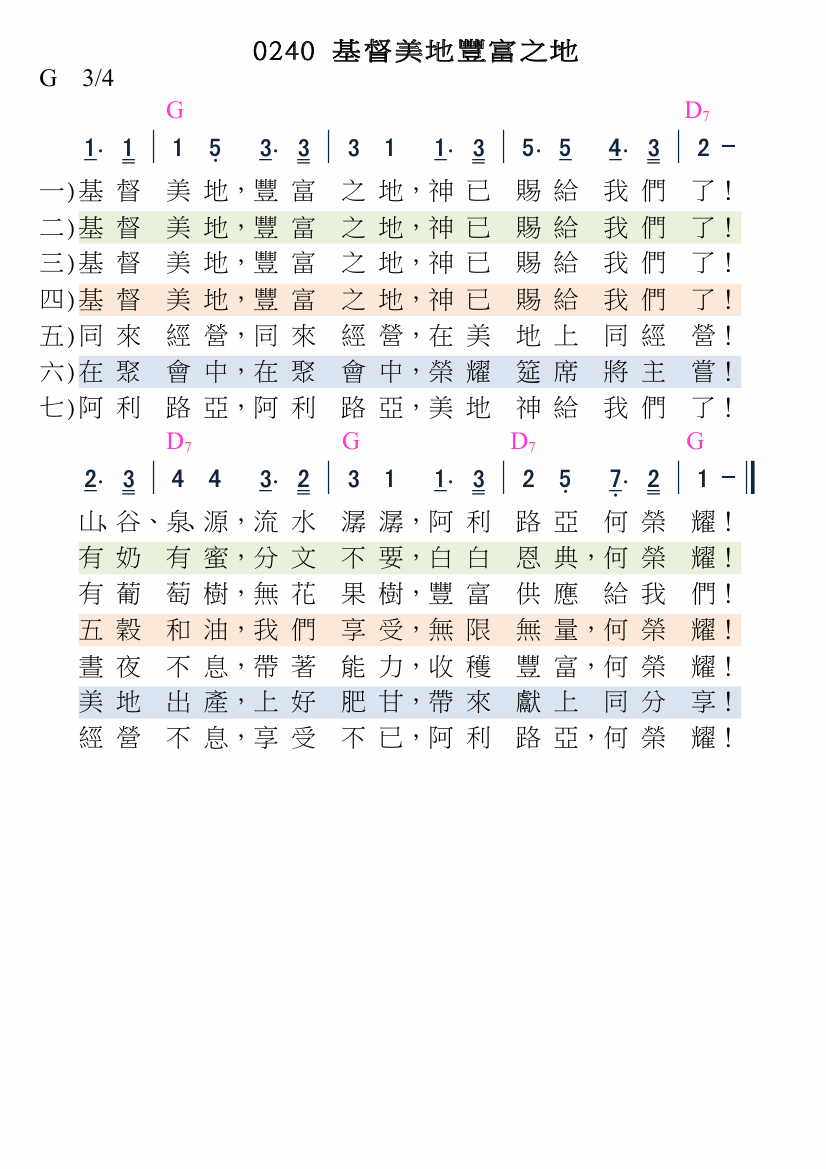 0240 基督美地豐富之地
G 3/4
G D7
1. 1 | 1 5 3. 3 | 3 1 1. 3 | 5. 5 4. 3 | 2 –
一)基督 美地，豐富 之地，神已 賜給 我們 了！
二)基督 美地，豐富 之地，神已 賜給 我們 了！
三)基督 美地，豐富 之地，神已 賜給 我們 了！
四)基督 美地，豐富 之地，神已 賜給 我們 了！
五)同來 經營，同來 經營，在美 地上 同經 營！
六)在聚 會中，在聚 會中，榮耀 筵席 將主 嘗！
七)阿利 路亞，阿利 路亞，美地 神給 我們 了！
D7 G D7 G
2. 3 | 4 4 3. 2 | 3 1 1. 3 | 2 5 7. 2 | 1 – ‖
山、谷、泉、源，流水 潺潺，阿利 路亞 何榮 耀！
有奶 有蜜，分文 不要，白白 恩典，何榮 耀！
有葡 萄樹，無花 果樹，豐富 供應 給我 們！
五穀 和油，我們 享受，無限 無量，何榮 耀！
晝夜 不息，帶著 能力，收穫 豐富，何榮 耀！
美地 出產，上好 肥甘，帶來 獻上 同分 享！
經營 不息，享受 不已，阿利 路亞，何榮 耀！